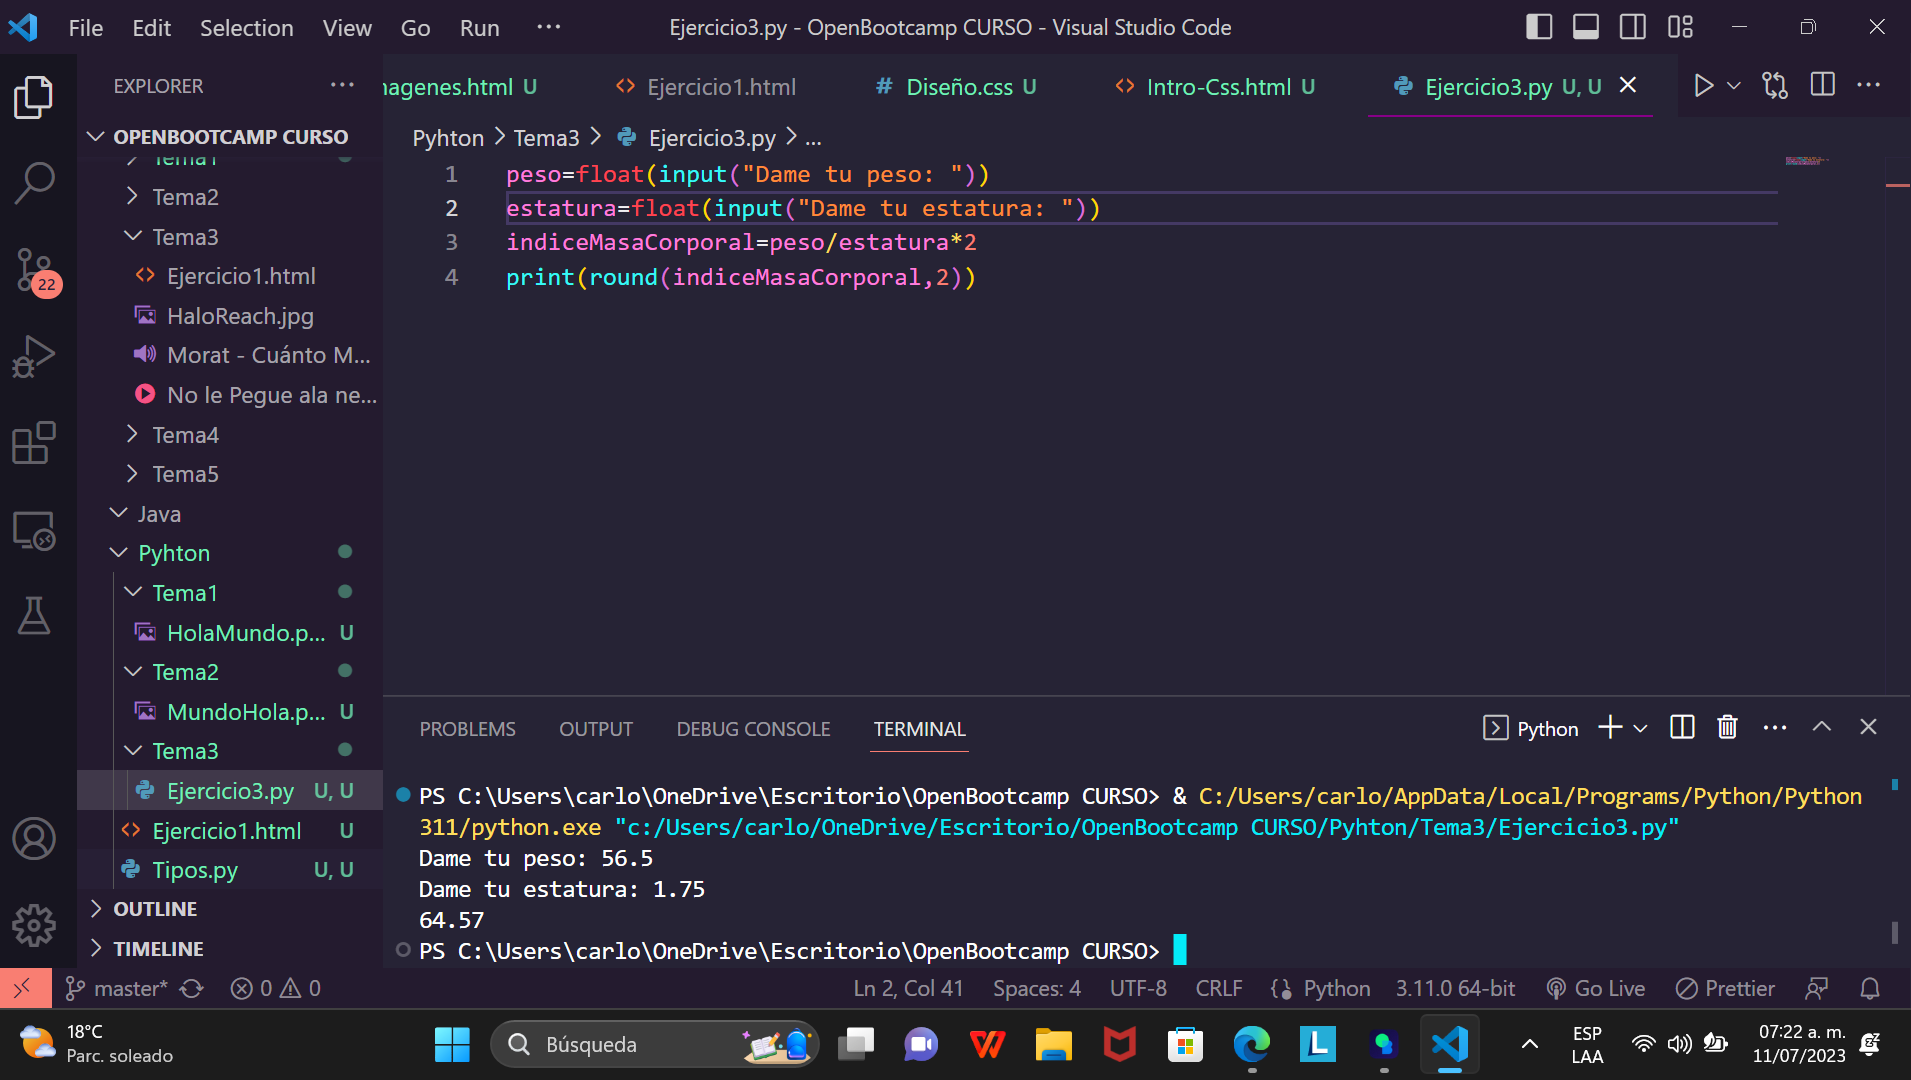 File Edit Selection View Go Run ··· Ejercicio3.py - OpenBootcamp CURSO - Visual Studio Code
EXPLORER ···
nagenes.html U Ejercicio1.html # Diseño.css U Intro-Css.html U Ejercicio3.py U, U
OPENBOOTCAMP CURSO
Pyhton > Tema3 > Ejercicio3.py > ...
Tema1
Tema2
Tema3
Ejercicio1.html
HaloReach.jpg
Morat - Cuánto M...
No le Pegue ala ne...
Tema4
Tema5
Java
Pyhton
Tema1
HolaMundo.p... U
Tema2
MundoHola.p... U
Tema3
Ejercicio3.py U, U
Ejercicio1.html U
Tipos.py U, U
OUTLINE
TIMELINE
22
1 peso=float(input("Dame tu peso: "))
2 estatura=float(input("Dame tu estatura: "))
3 indiceMasaCorporal=peso/estatura*2
4 print(round(indiceMasaCorporal,2))
PROBLEMS OUTPUT DEBUG CONSOLE TERMINAL Python
PS C:\Users\carlo\OneDrive\Escritorio\OpenBootcamp CURSO> & C:/Users/carlo/AppData/Local/Programs/Python/Python
311/python.exe "c:/Users/carlo/OneDrive/Escritorio/OpenBootcamp CURSO/Pyhton/Tema3/Ejercicio3.py"
Dame tu peso: 56.5
Dame tu estatura: 1.75
64.57
PS C:\Users\carlo\OneDrive\Escritorio\OpenBootcamp CURSO>
master* 0 0 Ln 2, Col 41 Spaces: 4 UTF-8 CRLF Python 3.11.0 64-bit Go Live Prettier
18°C
Parc. soleado
Búsqueda
ESP
LAA
07:22 a. m.
11/07/2023